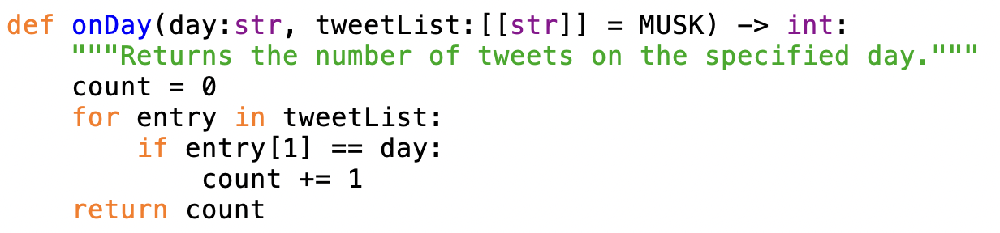 def onDay(day:str, tweetList:[[str]] = MUSK) -> int:
    """Returns the number of tweets on the specified day."""
    count = 0
    for entry in tweetList:
        if entry[1] == day:
            count += 1
    return count